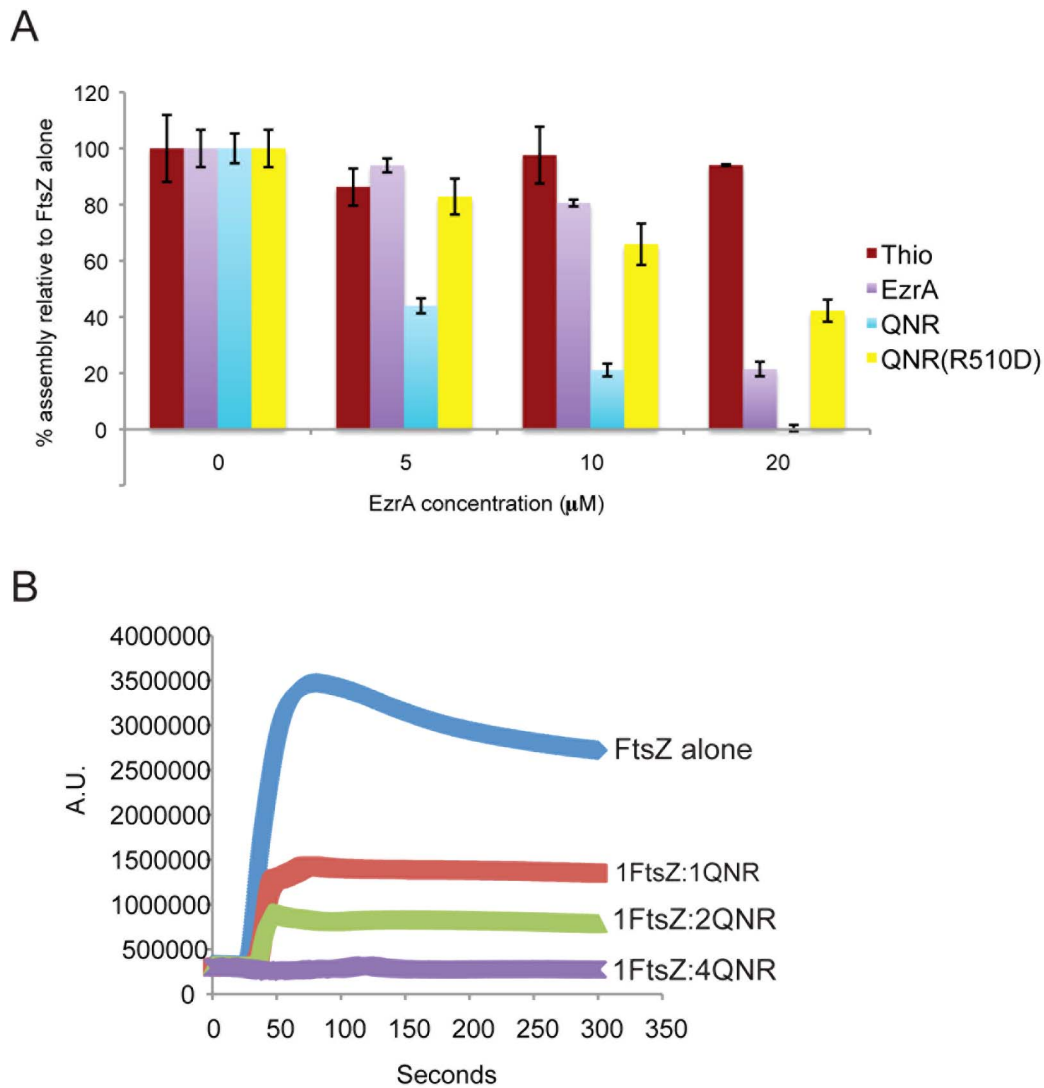 A
% assembly relative to FtsZ alone
120
100
80
60
40
20
0
0 5 10 20
EzrA concentration (μM)
Thio
EzrA
QNR
QNR(R510D)
B
A.U.
4000000
3500000
3000000
2500000
2000000
1500000
1000000
500000
0
FtsZ alone
1FtsZ:1QNR
1FtsZ:2QNR
1FtsZ:4QNR
0 50 100 150 200 250 300 350
Seconds